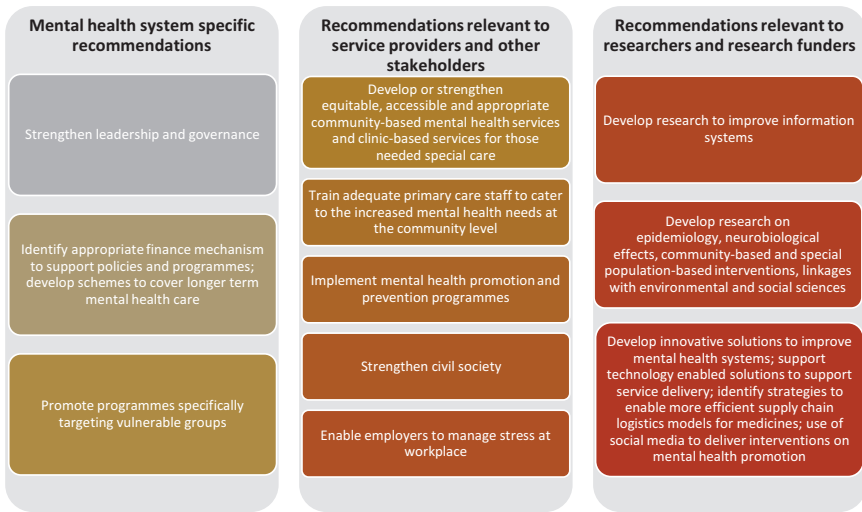 Mental health system specific
recommendations
Strengthen leadership and governance
Identify appropriate finance mechanism
to support policies and programmes;
develop schemes to cover longer term
mental health care
Promote programmes specifically
targeting vulnerable groups
Recommendations relevant to
service providers and other
stakeholders
Develop or strengthen
equitable, accessible and appropriate
community-based mental health services
and clinic-based services for those
needed special care
Train adequate primary care staff to cater
to the increased mental health needs at
the community level
Implement mental health promotion and
prevention programmes
Strengthen civil society
Enable employers to manage stress at
workplace
Recommendations relevant to
researchers and research funders
Develop research to improve information
systems
Develop research on
epidemiology, neurobiological
effects, community-based and special
population-based interventions, linkages
with environmental and social sciences
Develop innovative solutions to improve
mental health systems; support
technology enabled solutions to support
service delivery; identify strategies to
enable more efficient supply chain
logistics models for medicines; use of
social media to deliver interventions on
mental health promotion